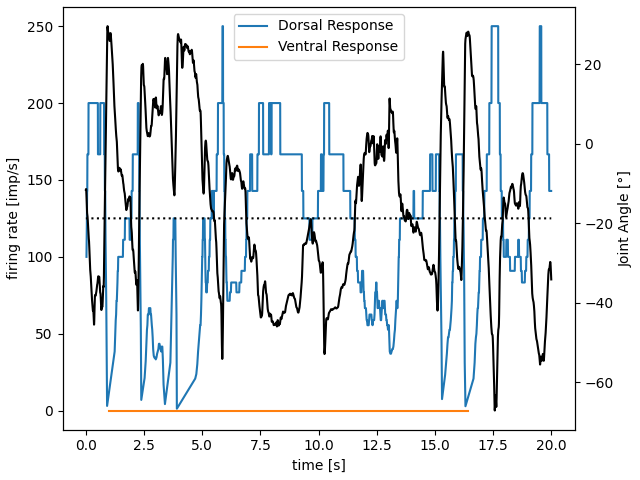 Dorsal Response
Ventral Response
250
200
150
100
50
0
firing rate [imp/s]
20
0
−20
−40
−60
Joint Angle [°]
0.0 2.5 5.0 7.5 10.0 12.5 15.0 17.5 20.0
time [s]